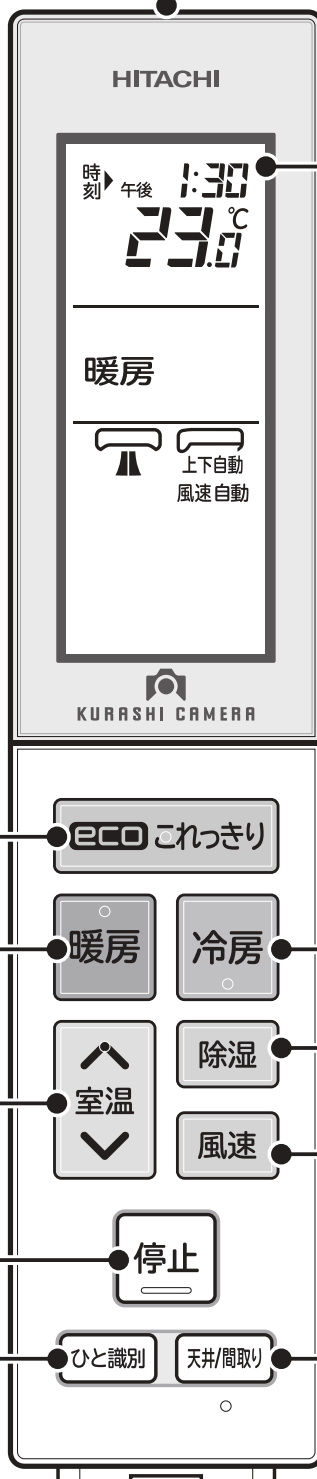 HITACHI
時刻 午後 1:30
23.0℃
暖房
上下自動
風速自動
KURASHI CAMERA
eco これっきり
暖房 冷房
室温
除湿
風速
停止
ひと識別 天井/間取り